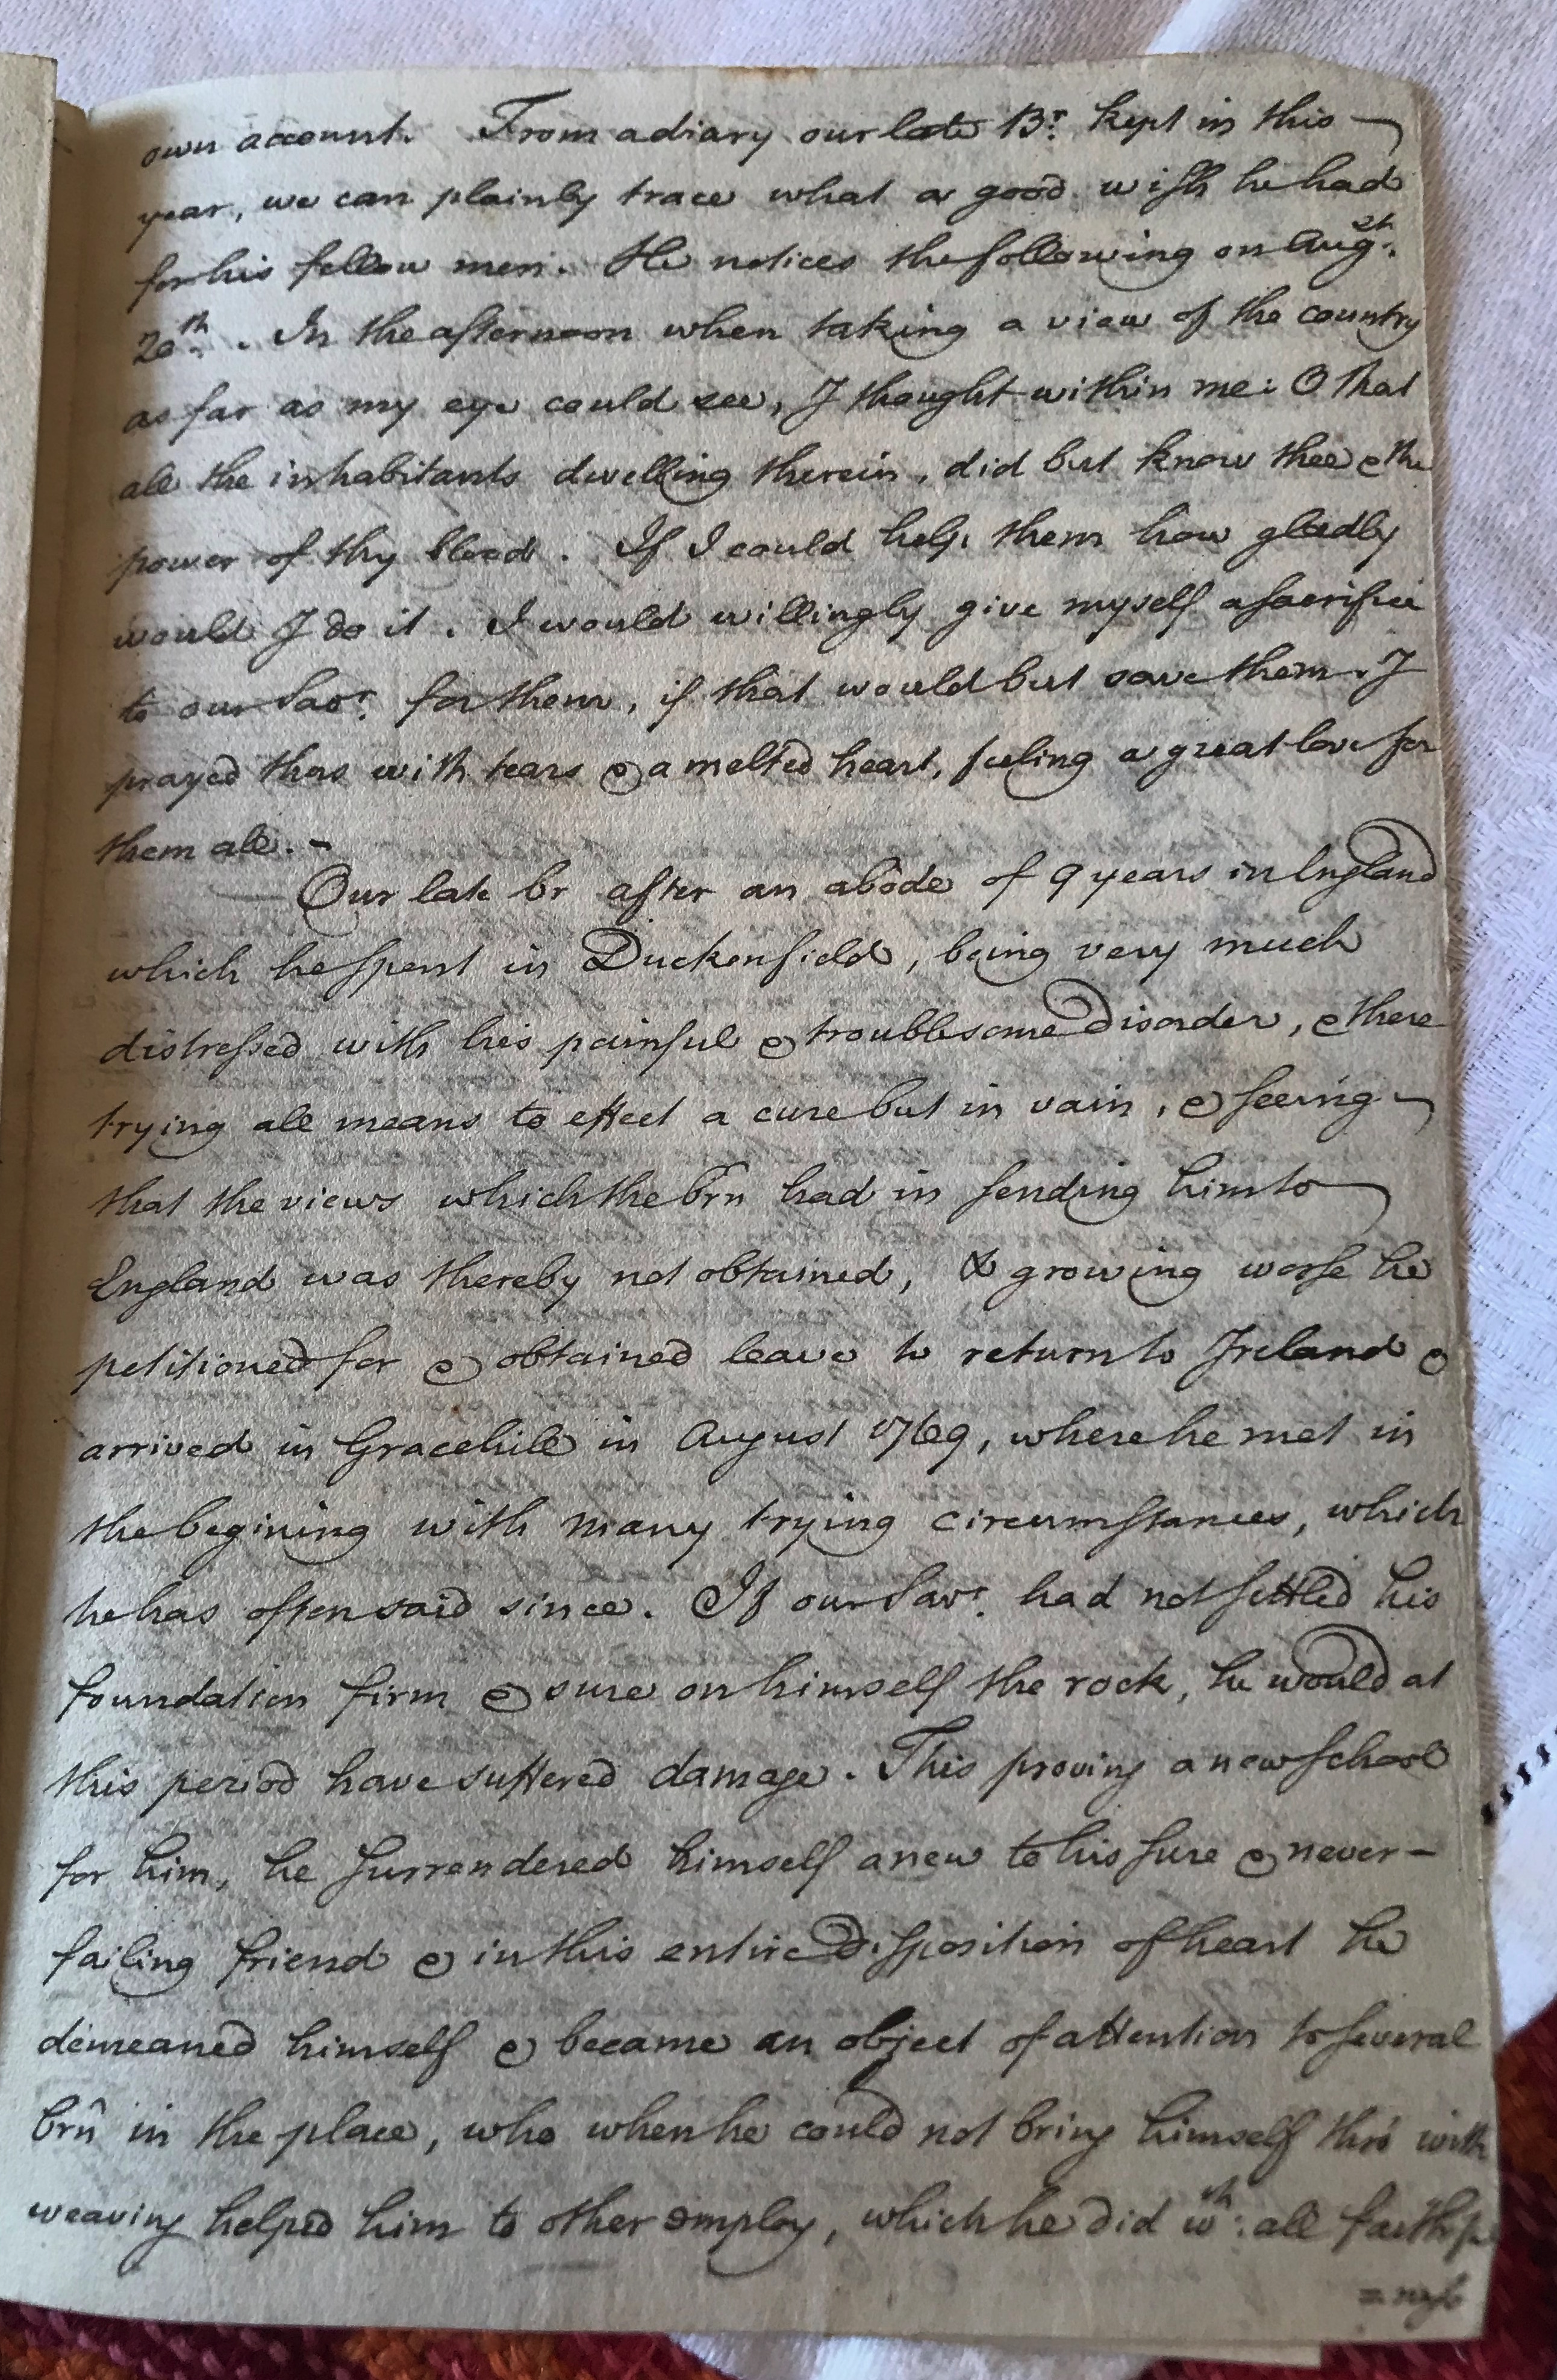 own account. From a diary our late Br. kept in this
year, we can plainly trace what a good wish he had
for his fellow men. He notices the following on Augst.
20th. . In the afternoon when taking a view of the country
as far as my eye could see, I thought within me: O that
all the inhabitants dwelling therein, did but know thee & the
power of thy blood. If I could help them how gladly
would I do it. I would willingly give myself a sacrifice
to our Savr. for them, if that would but save them. I
prayed thus with tears & a melted heart, feeling a great love for
them all. -
Our late br after an abode of 9 years in England
which he spent in Duckenfield, being very much
distressed with his painful & troublesome disorder, & there
trying all means to effect a cure but in vain, & seeing
that the views which the brn had in sending him to
England was thereby not obtained, & growing worse he
petitioned for & obtained leave to return to Ireland &
arrived in Gracehill in August 1769, where he met in
the begining with many trying circumstances, which
he has often said since. If our Savr. had not settled his
foundation firm & sure on himself the rock, he would at
this period have suffered damage. This proving a new school
for him, he surrendered himself anew to his sure & never-
failing friend & in this entire disposition of heart he
demeaned himself & became an object of attention to several
brn in the place, who when he could not bring himself thro' with
weaving helped him to other employ, which he did wth. all faithful
=ness